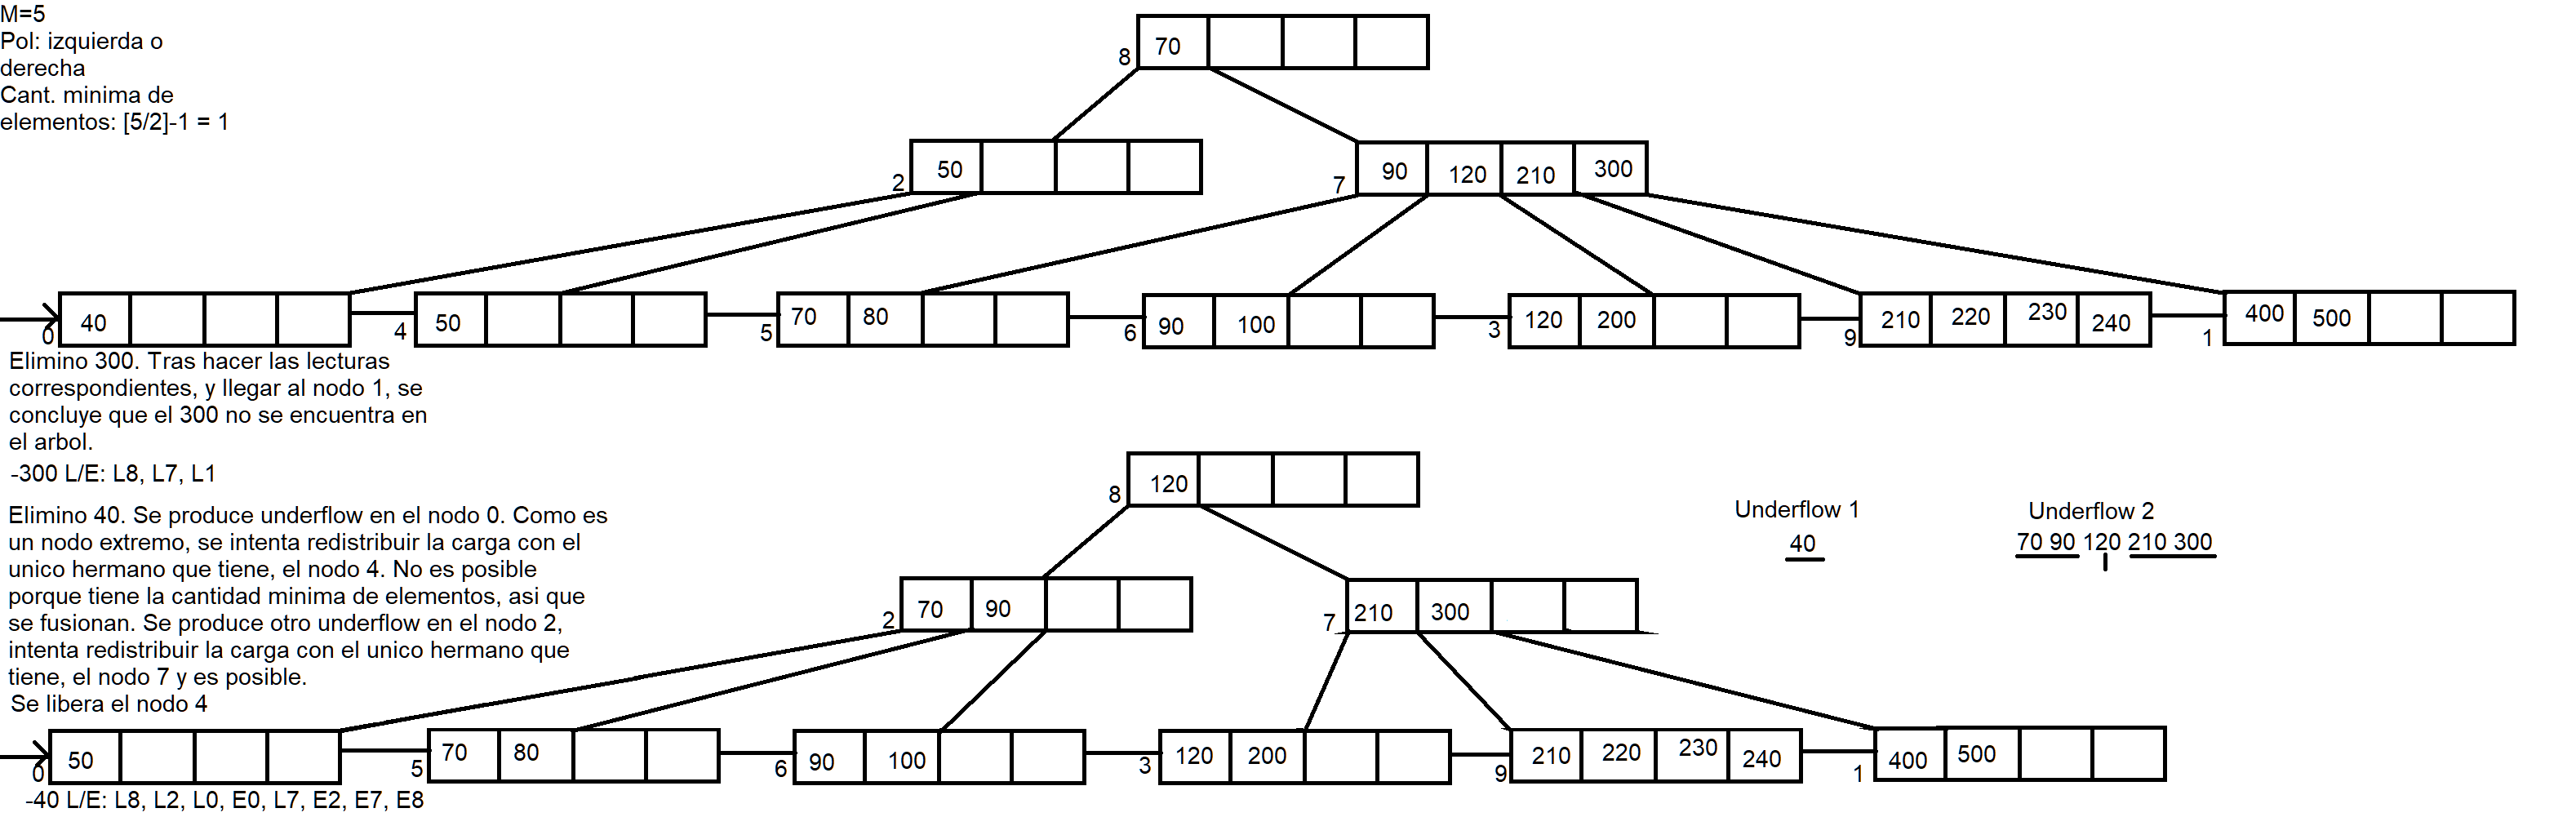 M=5
Pol: izquierda o
derecha
Cant. minima de
elementos: [5/2]-1 = 1
8 70
2 50
7 90 120 210 300
0 40
4 50
5 70 80
6 90 100
3 120 200
9 210 220 230 240
1 400 500
Elimino 300. Tras hacer las lecturas
correspondientes, y llegar al nodo 1, se
concluye que el 300 no se encuentra en
el arbol.
-300 L/E: L8, L7, L1
Elimino 40. Se produce underflow en el nodo 0. Como es
un nodo extremo, se intenta redistribuir la carga con el
unico hermano que tiene, el nodo 4. No es posible
porque tiene la cantidad minima de elementos, asi que
se fusionan. Se produce otro underflow en el nodo 2,
intenta redistribuir la carga con el unico hermano que
tiene, el nodo 7 y es posible.
Se libera el nodo 4
8 120
Underflow 1
40
Underflow 2
70 90 120 210 300
2 70 90
7 210 300
0 50
5 70 80
6 90 100
3 120 200
9 210 220 230 240
1 400 500
-40 L/E: L8, L2, L0, E0, L7, E2, E7, E8